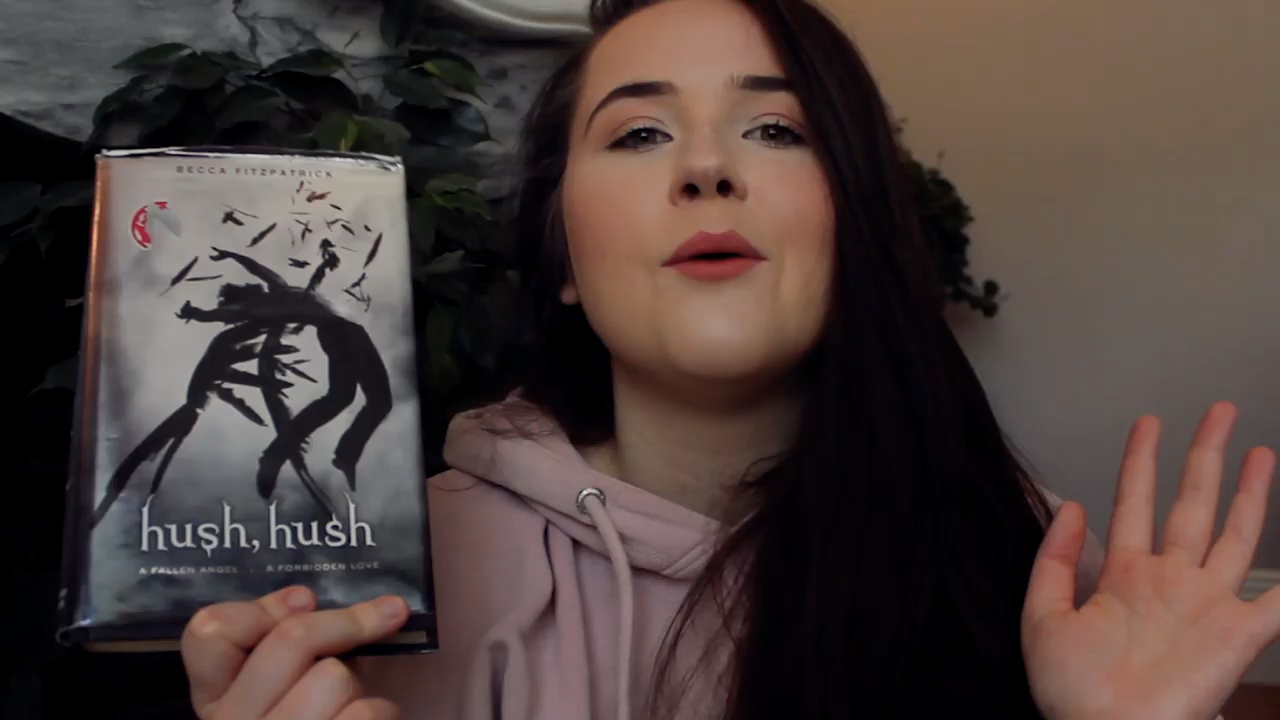 BECCA FITZPATRICK
hush, hush
A FALLEN ANGEL . . . A FORBIDDEN LOVE